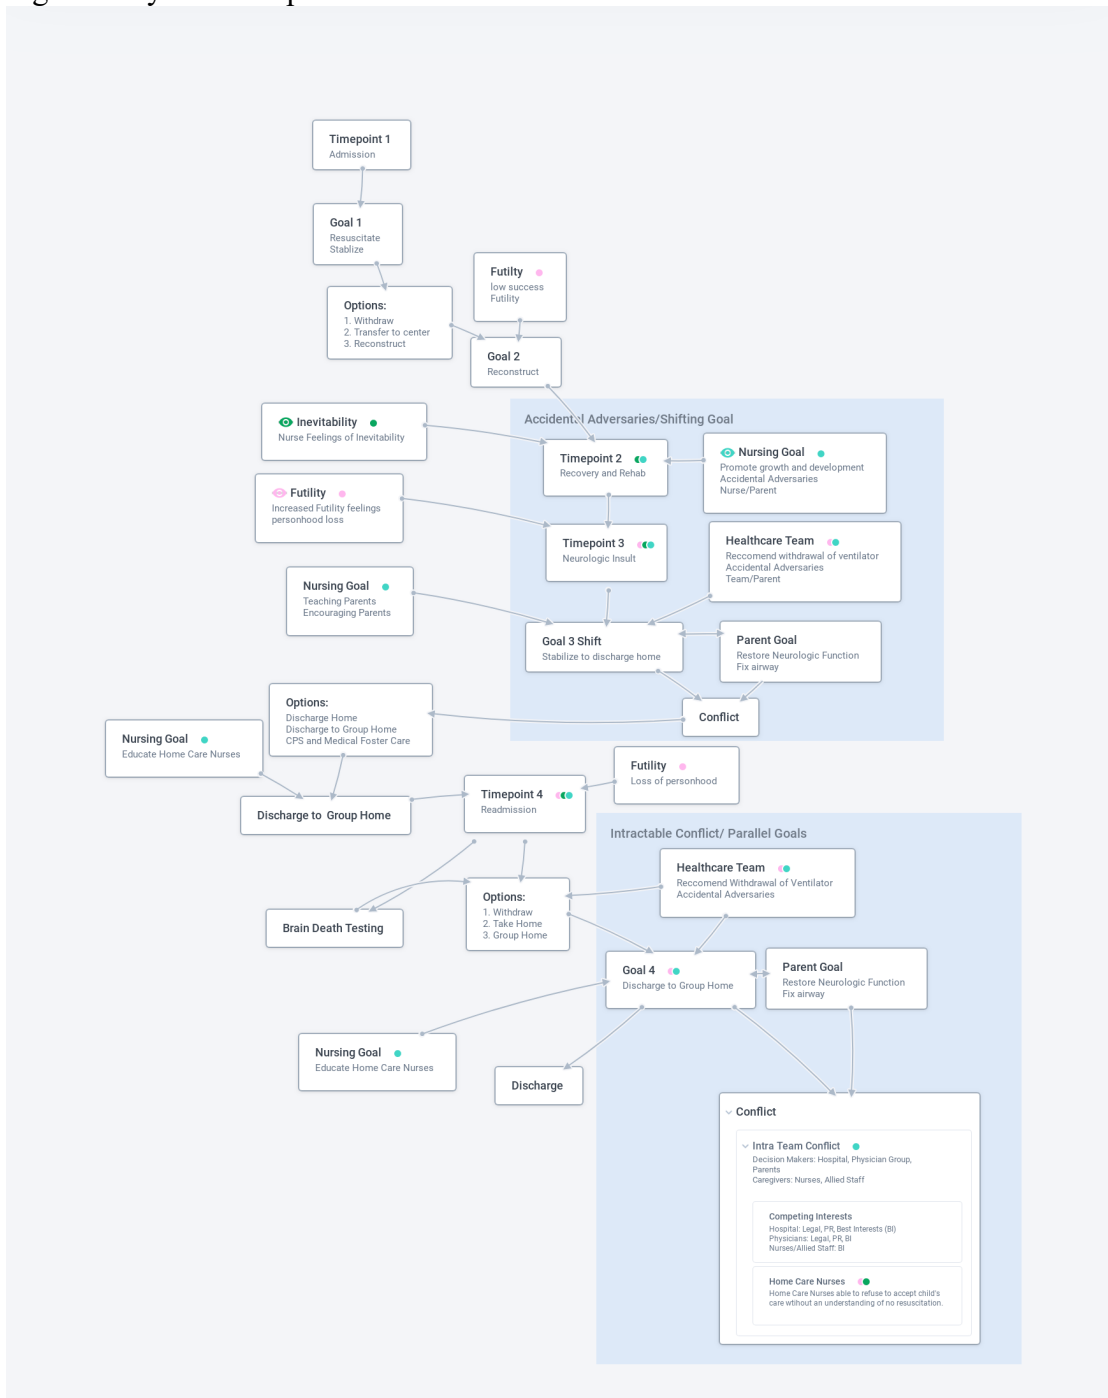 Timepoint 1
Admission
Goal 1
Resuscitate
Stablize
Futilty
low success
Futility
Options:
1. Withdraw
2. Transfer to center
3. Reconstruct
Goal 2
Reconstruct
Accidental Adversaries/Shifting Goal
Inevitability
Nurse Feelings of Inevitability
Timepoint 2
Recovery and Rehab
Nursing Goal
Promote growth and development
Accidental Adversaries
Nurse/Parent
Futility
Increased Futility feelings
personhood loss
Timepoint 3
Neurologic Insult
Healthcare Team
Reccomend withdrawal of ventilator
Accidental Adversaries
Team/Parent
Nursing Goal
Teaching Parents
Encouraging Parents
Goal 3 Shift
Stabilize to discharge home
Parent Goal
Restore Neurologic Function
Fix airway
Options:
Discharge Home
Discharge to Group Home
CPS and Medical Foster Care
Conflict
Nursing Goal
Educate Home Care Nurses
Futility
Loss of personhood
Discharge to Group Home
Timepoint 4
Readmission
Intractable Conflict/ Parallel Goals
Healthcare Team
Reccomend Withdrawal of Ventilator
Accidental Adversaries
Options:
1. Withdraw
2. Take Home
3. Group Home
Brain Death Testing
Goal 4
Discharge to Group Home
Parent Goal
Restore Neurologic Function
Fix airway
Nursing Goal
Educate Home Care Nurses
Discharge
Conflict
Intra Team Conflict
Decision Makers: Hospital, Physician Group,
Parents
Caregivers: Nurses, Allied Staff
Competing Interests
Hospital: Legal, PR, Best Interests (BI)
Physicians: Legal, PR, BI
Nurses/Allied Staff: BI
Home Care Nurses
Home Care Nurses able to refuse to accept child's
care wtihout an understanding of no resuscitation.